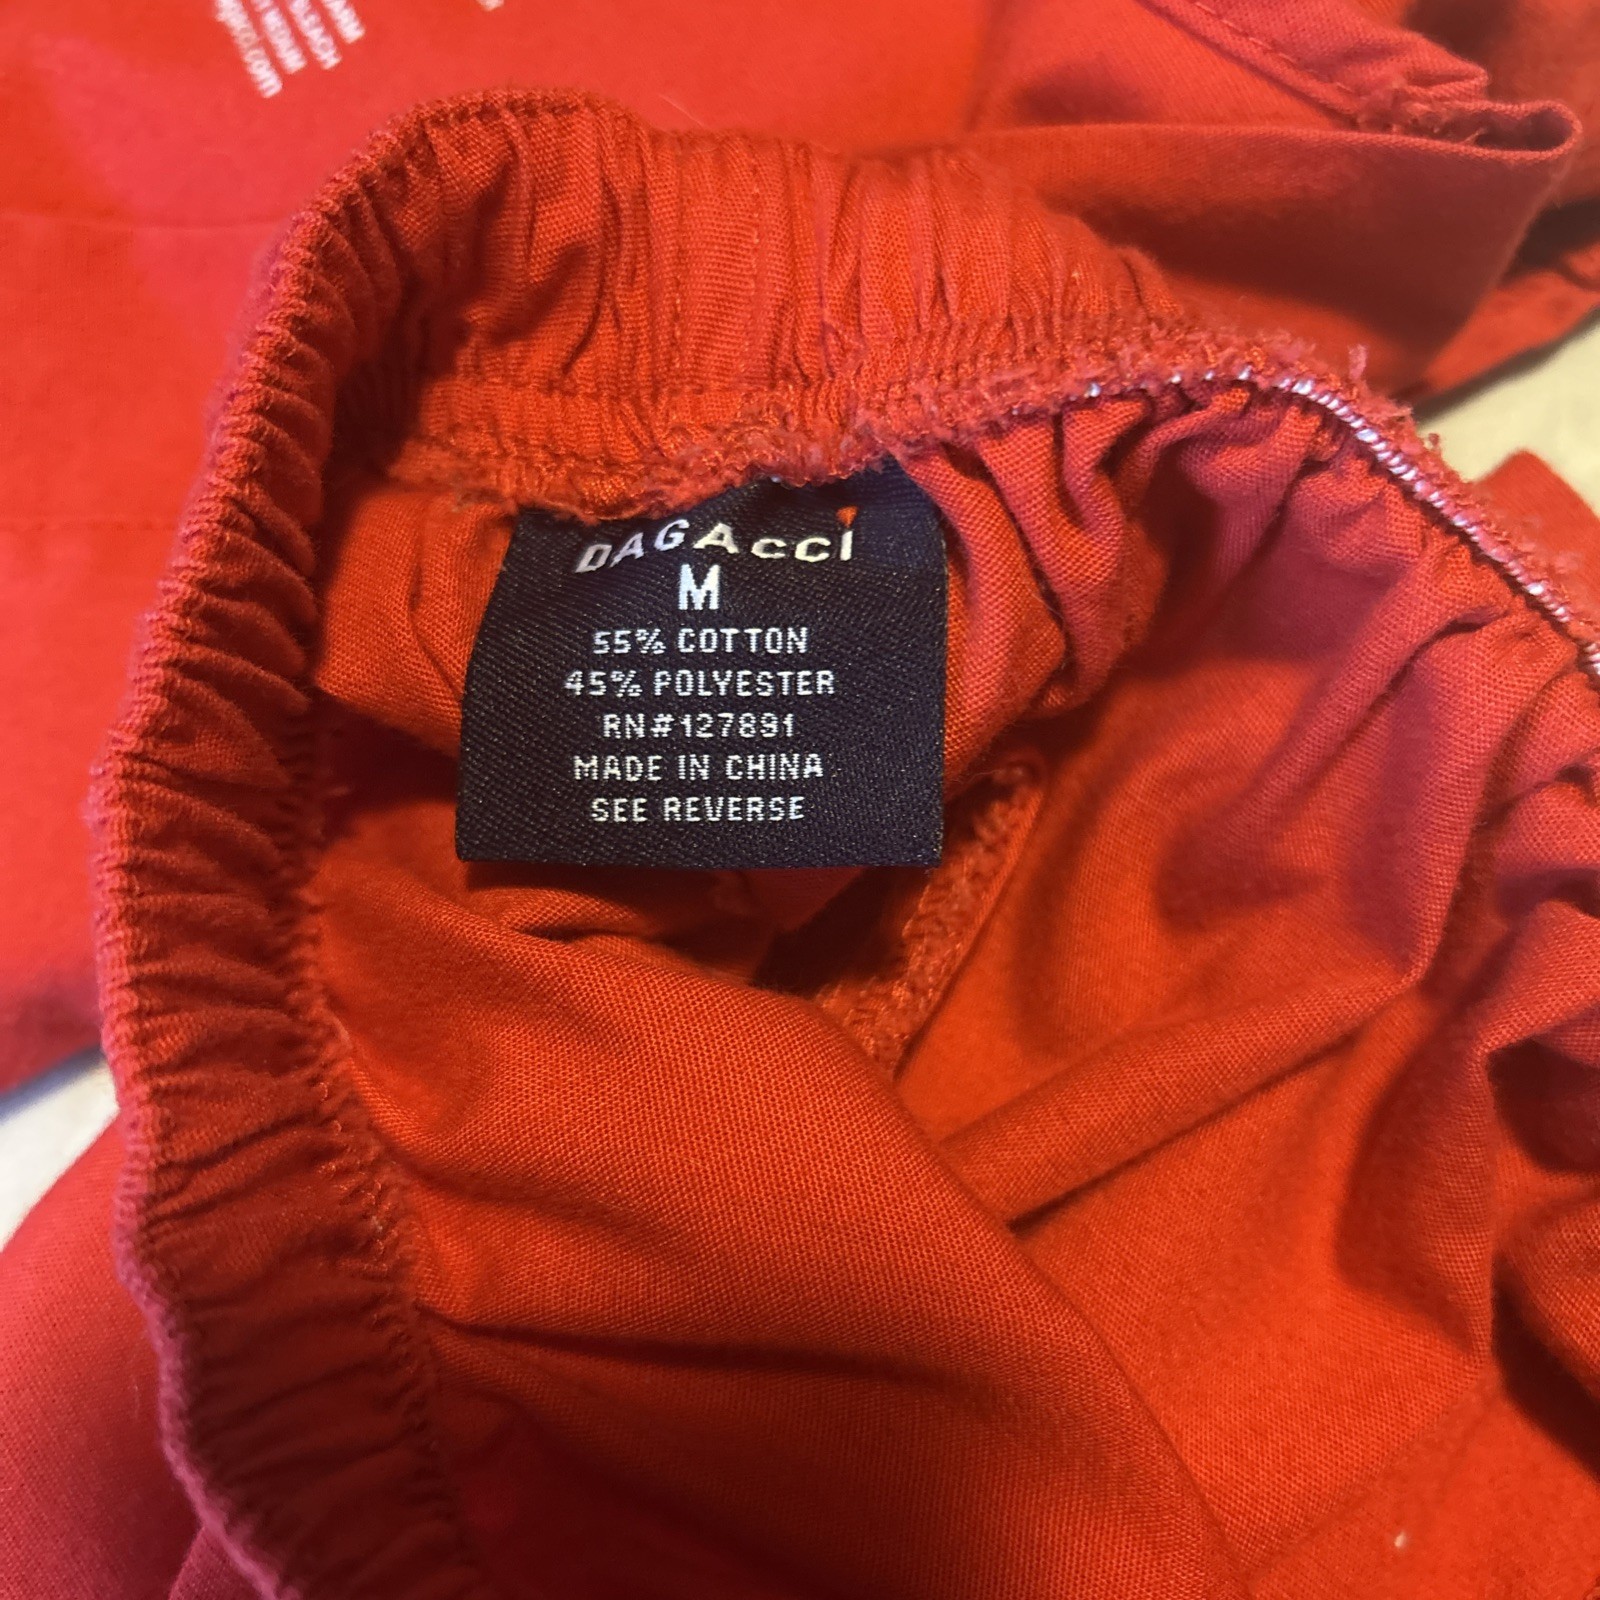 DAGACCi
M
55% COTTON
45% POLYESTER
RN#127891
MADE IN CHINA
SEE REVERSE